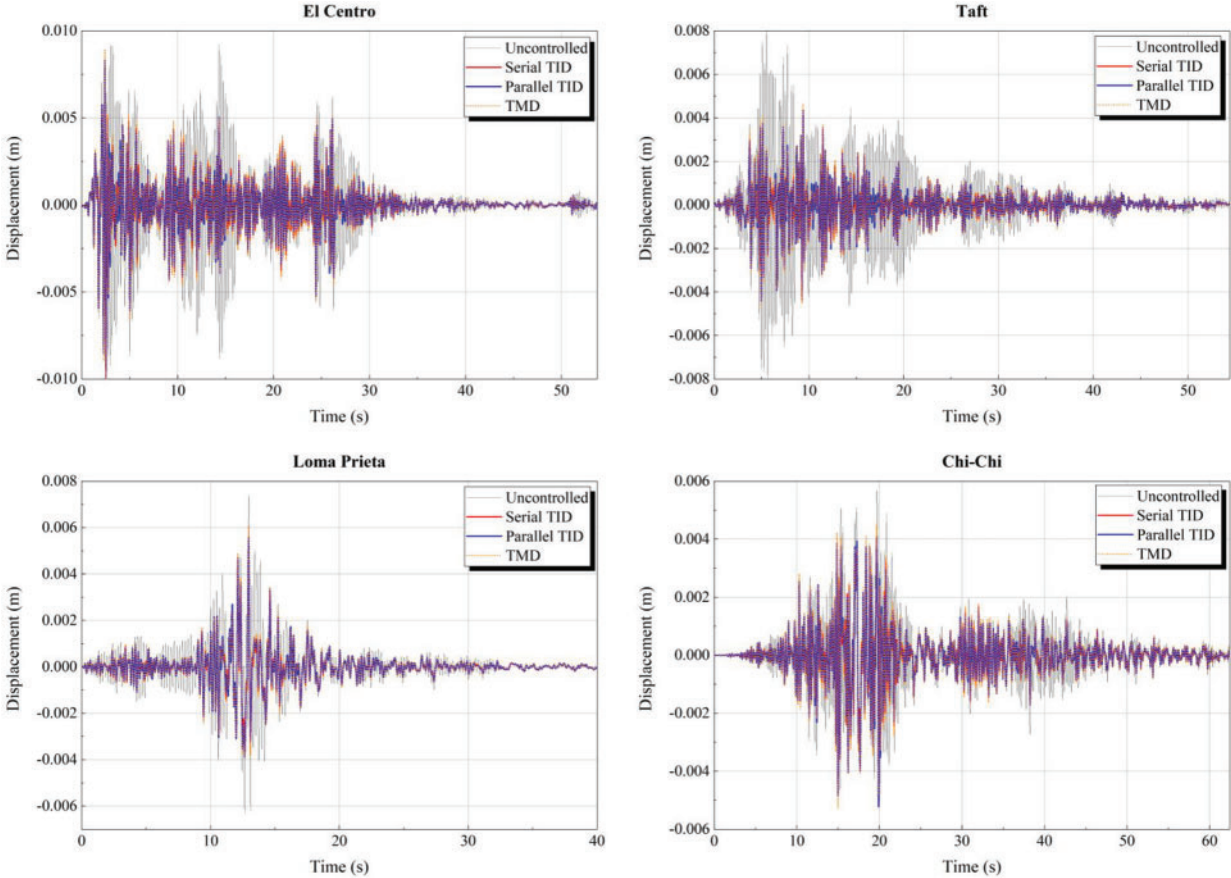 El Centro
0.010
0.005
0.000
-0.005
-0.010
Displacement (m)
Uncontrolled
Serial TID
Parallel TID
TMD
0 10 20 30 40 50
Time (s)
Taft
0.008
0.006
0.004
0.002
0.000
-0.002
-0.004
-0.006
-0.008
Displacement (m)
Uncontrolled
Serial TID
Parallel TID
TMD
0 10 20 30 40 50
Time (s)
Loma Prieta
0.008
0.006
0.004
0.002
0.000
-0.002
-0.004
-0.006
Displacement (m)
Uncontrolled
Serial TID
Parallel TID
TMD
0 10 20 30 40
Time (s)
Chi-Chi
0.006
0.004
0.002
0.000
-0.002
-0.004
-0.006
Displacement (m)
Uncontrolled
Serial TID
Parallel TID
TMD
0 10 20 30 40 50 60
Time (s)